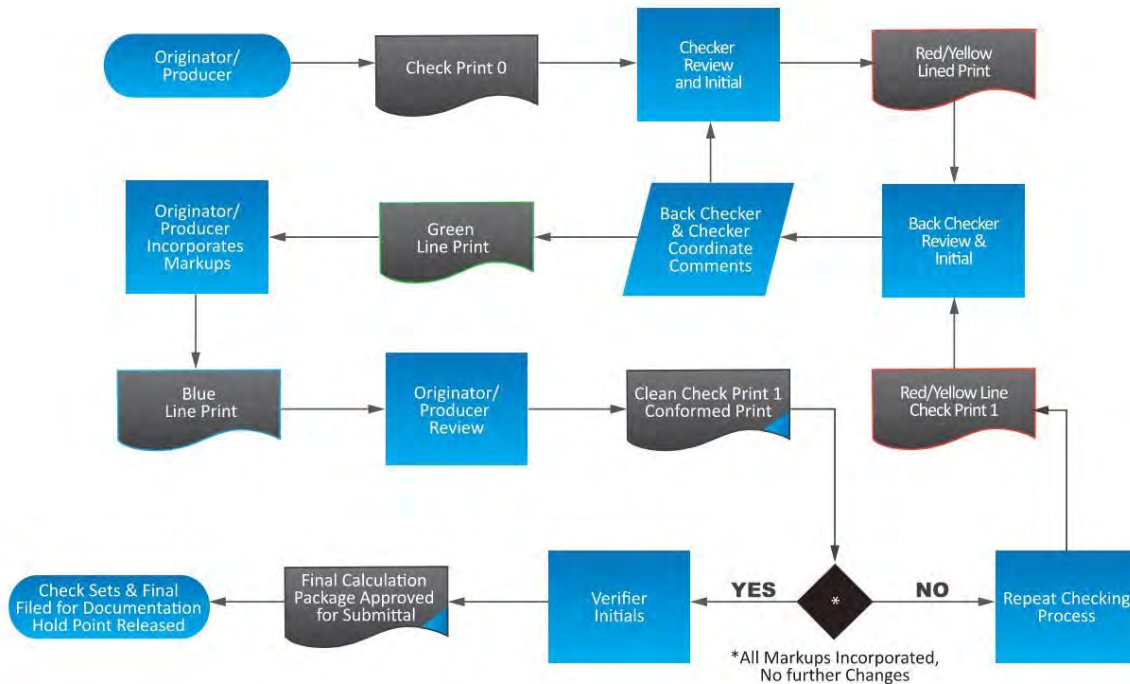 Originator/
Producer
Check Print 0
Checker
Review
and Initial
Red/Yellow
Lined Print
Originator/
Producer
Incorporates
Markups
Green
Line Print
Back Checker
& Checker
Coordinate
Comments
Back Checker
Review &
Initial
Blue
Line Print
Originator/
Producer
Review
Clean Check Print 1
Conformed Print
Red/Yellow Line
Check Print 1
Check Sets & Final
Filed for Documentation
Hold Point Released
Final Calculation
Package Approved
for Submittal
Verifier
Initials
YES
*
NO
Repeat Checking
Process
*All Markups Incorporated,
No further Changes